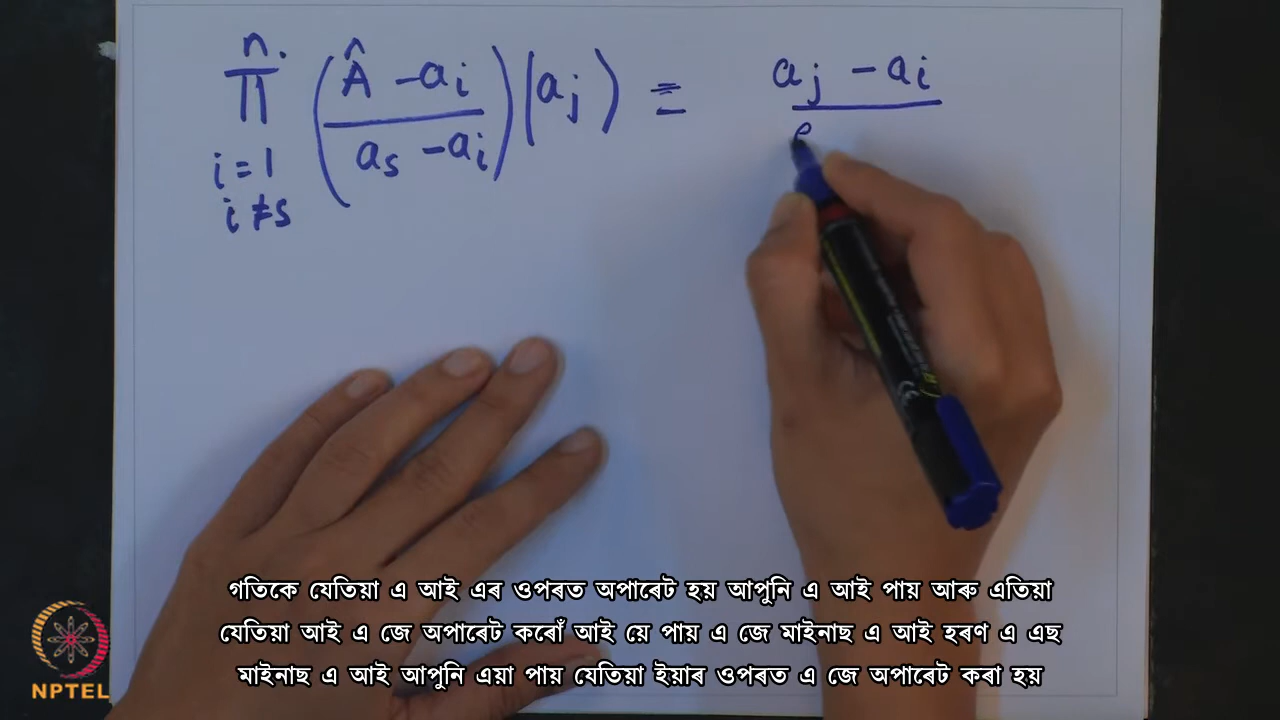 n.
∏ ( Â - aᵢ / aₛ - aᵢ ) |aⱼ⟩ = aⱼ - aᵢ
i = 1
i ≠ s
গতিকে যেতিয়া এ আই এৰ ওপৰত অপাৰেট হয় আপুনি এ আই পায় আৰু এতিয়া
যেতিয়া আই এ জে অপাৰেট কৰোঁ আই য়ে পায় এ জে মাইনাছ এ আই হৰণ এ এছ
মাইনাছ এ আই আপুনি এয়া পায় যেতিয়া ইয়াৰ ওপৰত এ জে অপাৰেট কৰা হয়
NPTEL